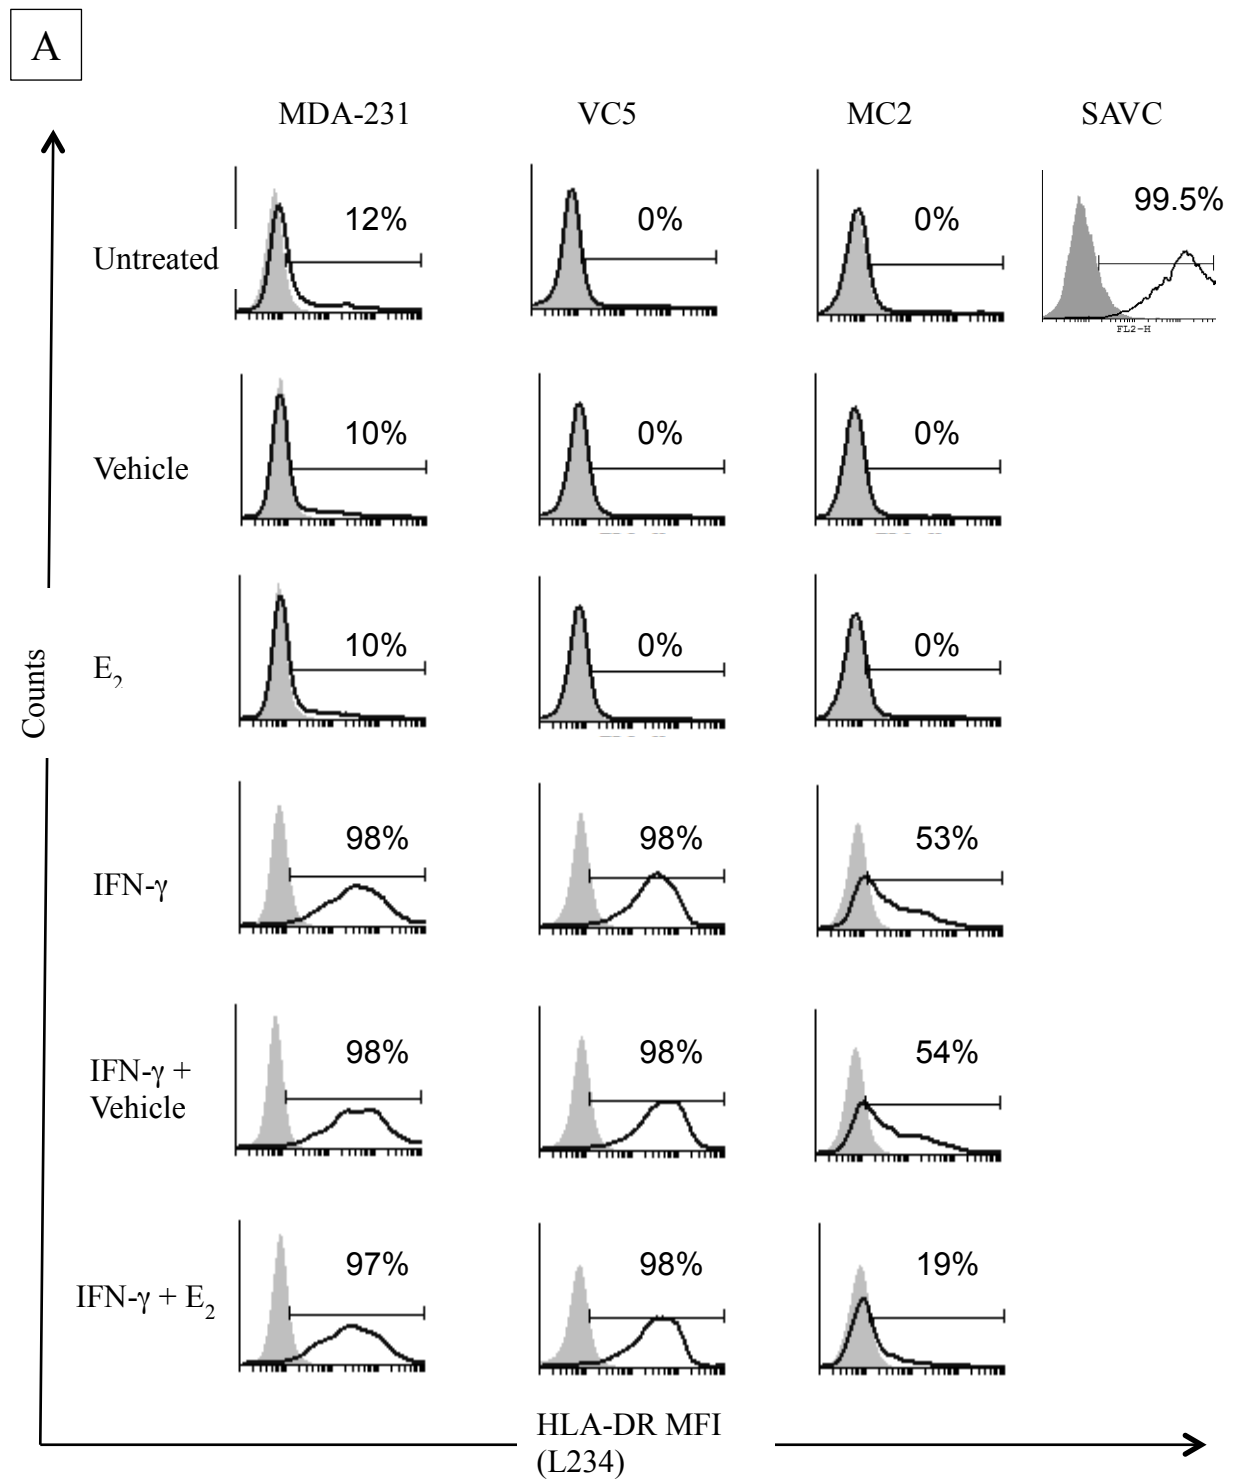 A
MDA-231 VC5 MC2 SAVC
Untreated 12% 0% 0% 99.5%
FL2-H
Vehicle 10% 0% 0%
E₂ 10% 0% 0%
Counts
IFN-γ 98% 98% 53%
IFN-γ +
Vehicle 98% 98% 54%
IFN-γ + E₂ 97% 98% 19%
HLA-DR MFI
(L234)